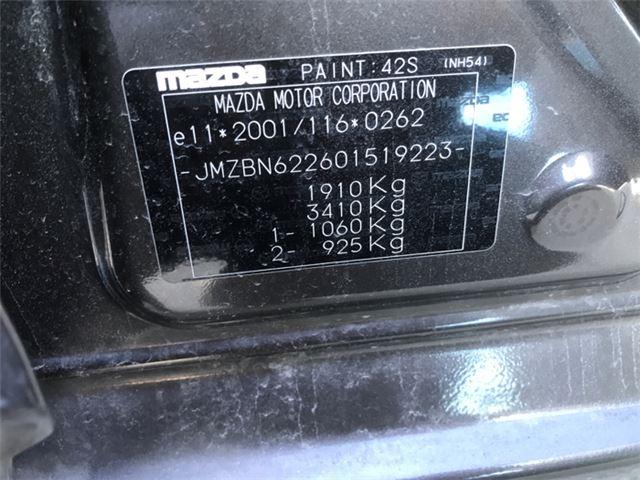 mazda PAINT:42S (NH54)
MAZDA MOTOR CORPORATION
e11*2001/116*0262
-JMZBN622601519223-
1910Kg
3410Kg
1- 1060Kg
2- 925Kg